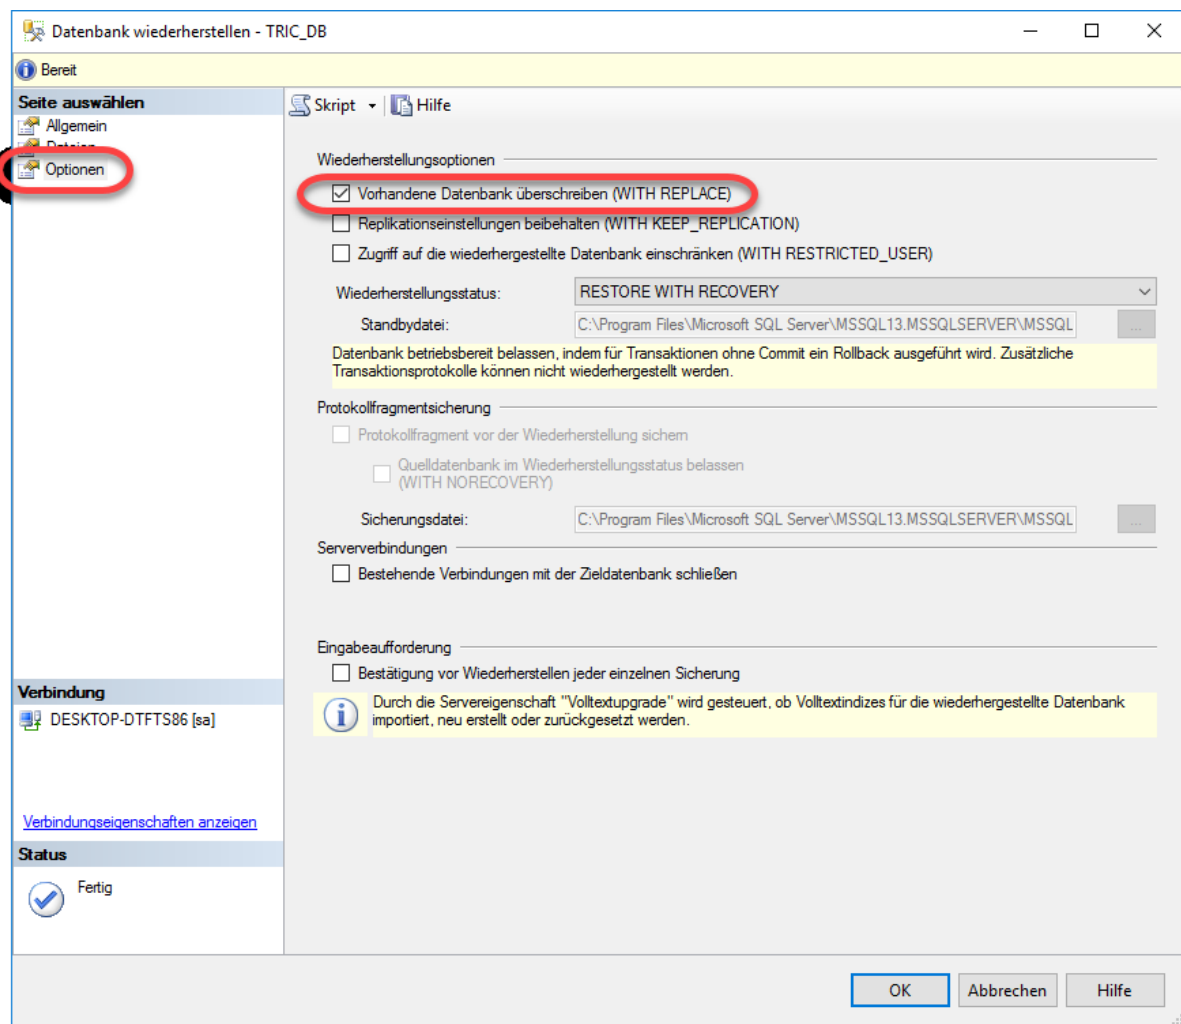 Datenbank wiederherstellen - TRIC_DB
Bereit
Seite auswählen
Allgemein
Dateien
Optionen
Skript
Hilfe
Wiederherstellungsoptionen
Vorhandene Datenbank überschreiben (WITH REPLACE)
Replikationseinstellungen beibehalten (WITH KEEP_REPLICATION)
Zugriff auf die wiederhergestellte Datenbank einschränken (WITH RESTRICTED_USER)
Wiederherstellungsstatus:
RESTORE WITH RECOVERY
Standbydatei:
C:\Program Files\Microsoft SQL Server\MSSQL13.MSSQLSERVER\MSSQL
...
Datenbank betriebsbereit belassen, indem für Transaktionen ohne Commit ein Rollback ausgeführt wird. Zusätzliche
Transaktionsprotokolle können nicht wiederhergestellt werden.
Protokollfragmentsicherung
Protokollfragment vor der Wiederherstellung sichern
Quelldatenbank im Wiederherstellungsstatus belassen
(WITH NORECOVERY)
Sicherungsdatei:
C:\Program Files\Microsoft SQL Server\MSSQL13.MSSQLSERVER\MSSQL
...
Serververbindungen
Bestehende Verbindungen mit der Zieldatenbank schließen
Eingabeaufforderung
Bestätigung vor Wiederherstellen jeder einzelnen Sicherung
Durch die Servereigenschaft "Volltextupgrade" wird gesteuert, ob Volltextindizes für die wiederhergestellte Datenbank
importiert, neu erstellt oder zurückgesetzt werden.
Verbindung
DESKTOP-DTFTS86 [sa]
Verbindungseigenschaften anzeigen
Status
Fertig
OK
Abbrechen
Hilfe